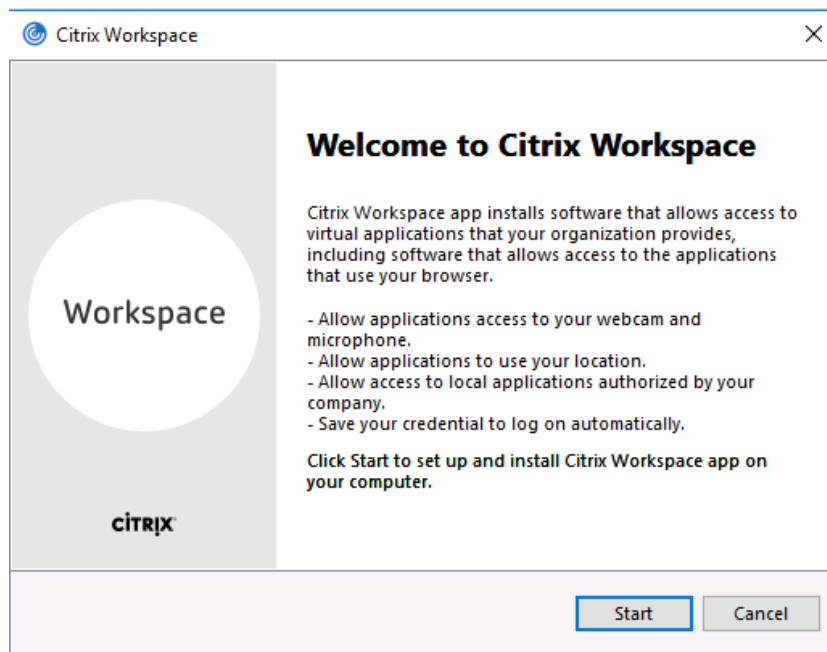 Citrix Workspace
Welcome to Citrix Workspace
Citrix Workspace app installs software that allows access to
virtual applications that your organization provides,
including software that allows access to the applications
that use your browser.
- Allow applications access to your webcam and
microphone.
- Allow applications to use your location.
- Allow access to local applications authorized by your
company.
- Save your credential to log on automatically.
Click Start to set up and install Citrix Workspace app on
your computer.
Workspace
CİTRIX
Start
Cancel